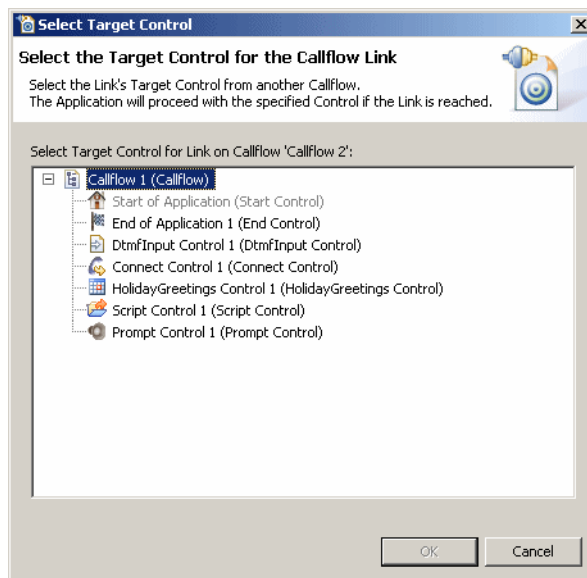 Select Target Control
Select the Target Control for the Callflow Link
Select the Link's Target Control from another Callflow.
The Application will proceed with the specified Control if the Link is reached.
Select Target Control for Link on Callflow 'Callflow 2':
Callflow 1 (Callflow)
Start of Application (Start Control)
End of Application 1 (End Control)
DtmfInput Control 1 (DtmfInput Control)
Connect Control 1 (Connect Control)
HolidayGreetings Control 1 (HolidayGreetings Control)
Script Control 1 (Script Control)
Prompt Control 1 (Prompt Control)
OK Cancel